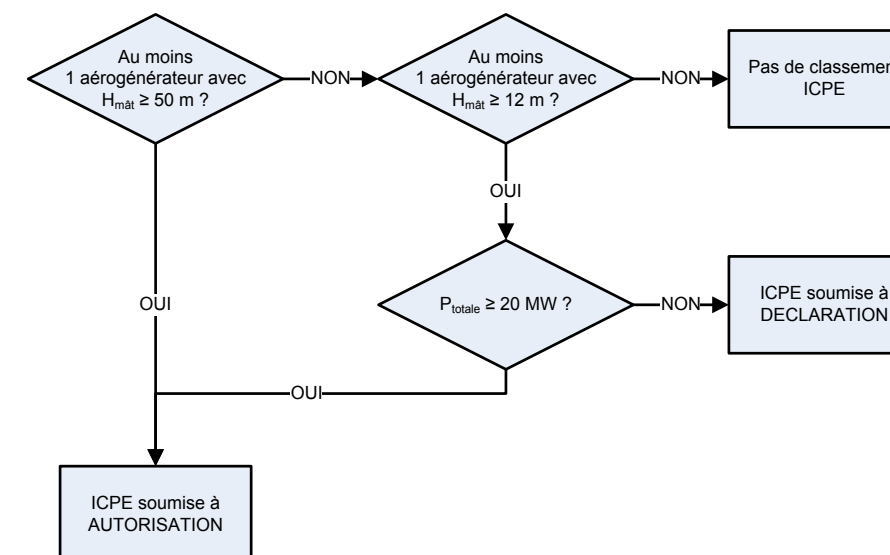 Au moins
1 aérogénérateur avec
Hmât ≥ 50 m ?
NON
Au moins
1 aérogénérateur avec
Hmât ≥ 12 m ?
NON
Pas de
ICPE
OUI
OUI
Ptotale ≥ 20 MW ?
NON
ICPE soumise à
DECLARATION
OUI
ICPE soumise à
AUTORISATION